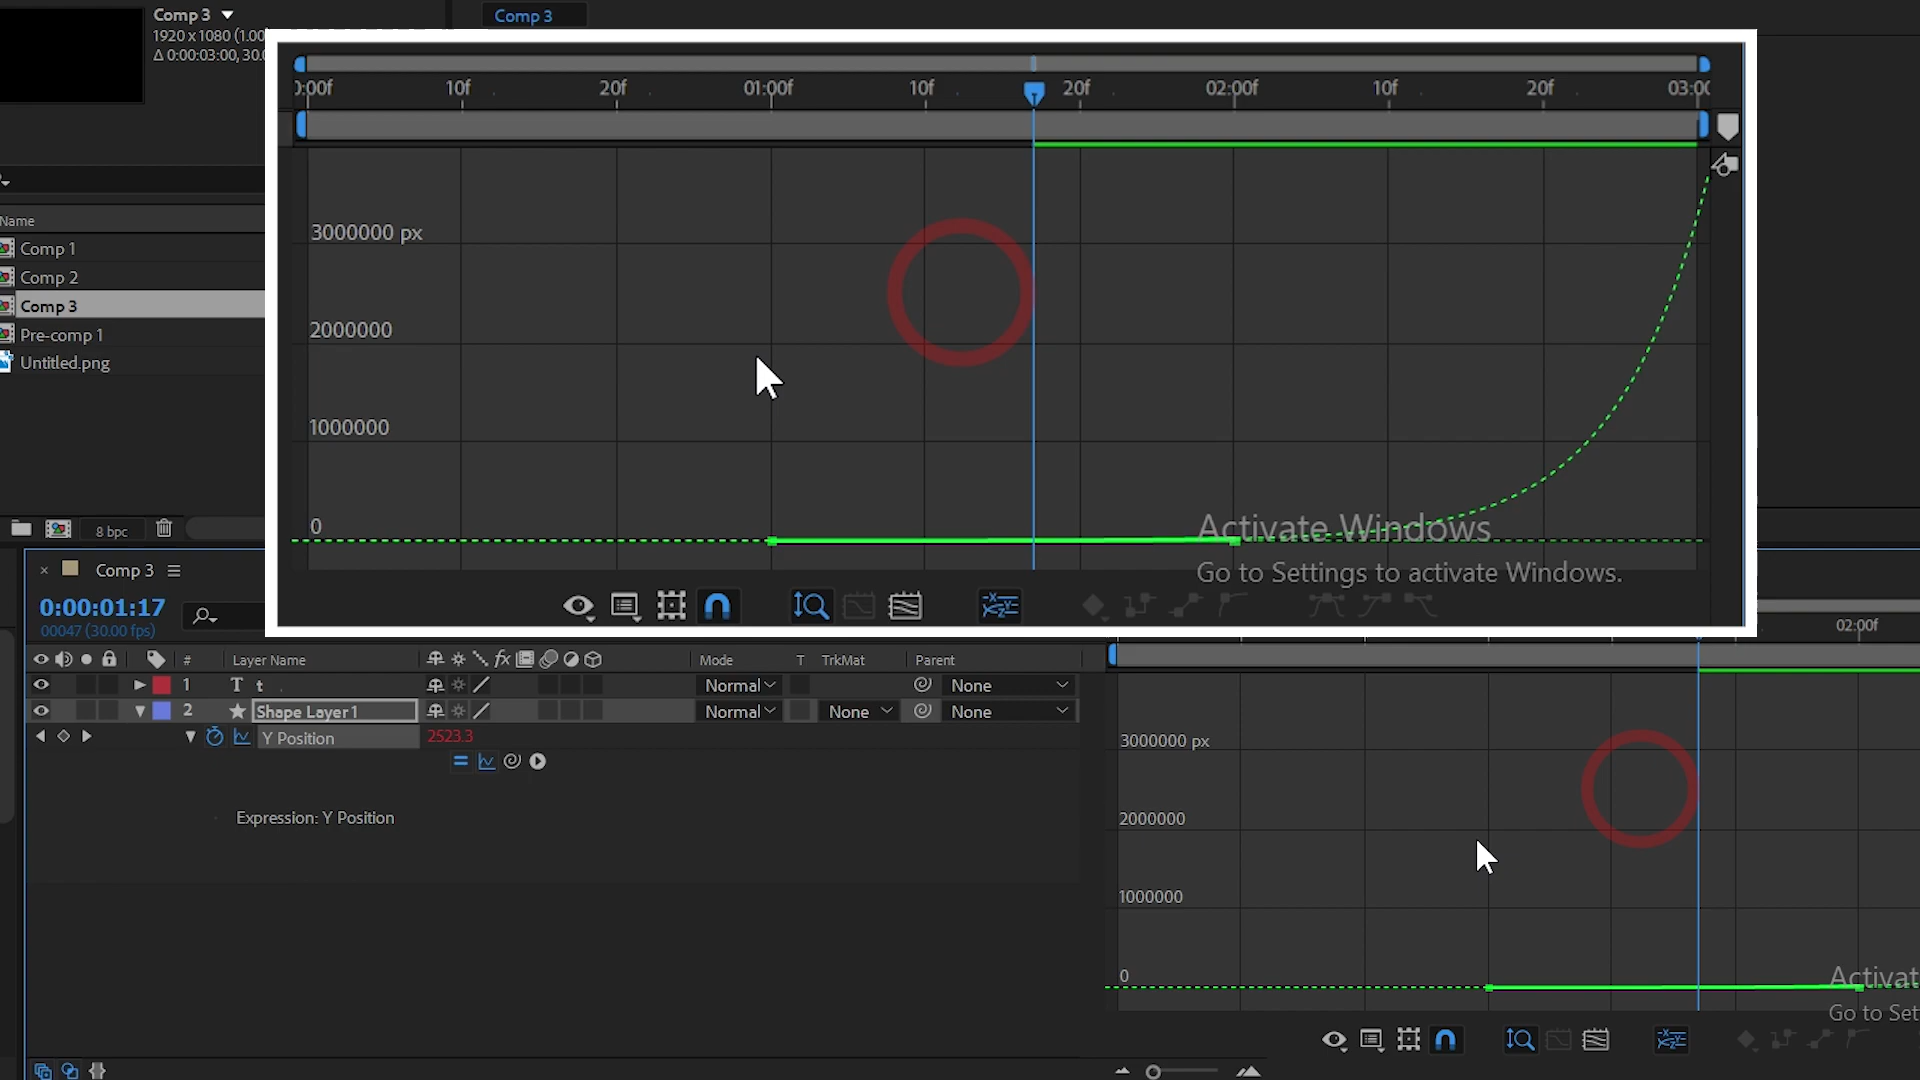 Comp 3
Comp 3
1920 x 1080 (1.00
Δ 0:00:03:00, 30.0
):00f 10f 20f 01:00f 10f 20f 02:00f 10f 20f 03:00
3000000 px
2000000
1000000
0
Name
Comp 1
Comp 2
Comp 3
Pre-comp 1
Untitled.png
8 bpc
Activate Windows
Go to Settings to activate Windows.
Comp 3
0:00:01:17
00047 (30.00 fps)
02:00f
# Layer Name fx Mode T TrkMat Parent
1 T t Normal None
2 Shape Layer 1 Normal None None
Y Position 2523.3
Expression: Y Position
3000000 px
2000000
1000000
0
Activat
Go to Set